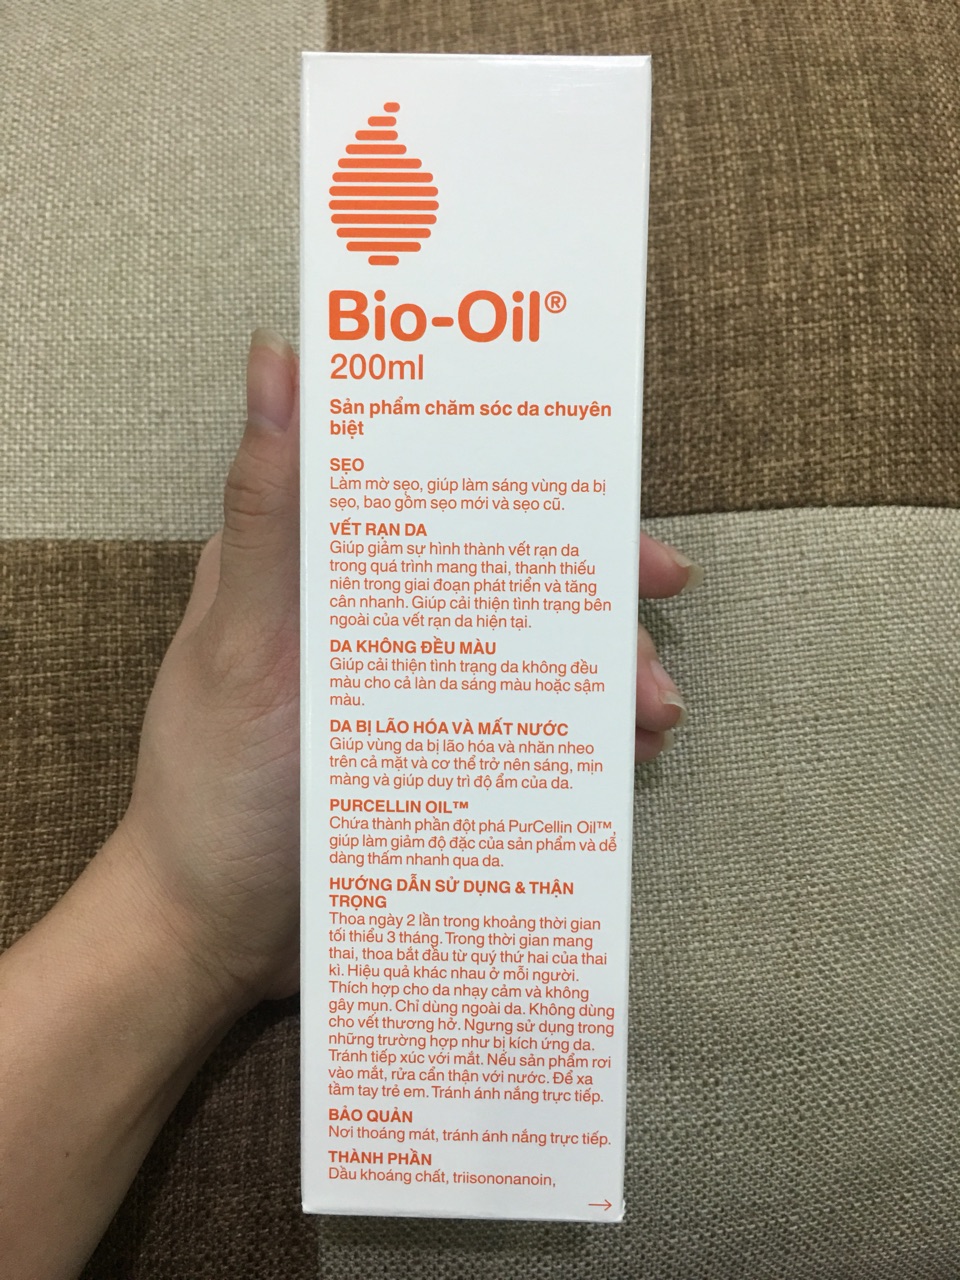 Bio-Oil®
200ml
Sản phẩm chăm sóc da chuyên
biệt
SẸO
Làm mờ sẹo, giúp làm sáng vùng da bị
sẹo, bao gồm sẹo mới và sẹo cũ.
VẾT RẠN DA
Giúp giảm sự hình thành vết rạn da
trong quá trình mang thai, thanh thiếu
niên trong giai đoạn phát triển và tăng
cân nhanh. Giúp cải thiện tình trạng bên
ngoài của vết rạn da hiện tại.
DA KHÔNG ĐỀU MÀU
Giúp cải thiện tình trạng da không đều
màu cho cả làn da sáng màu hoặc sậm
màu.
DA BỊ LÃO HÓA VÀ MẤT NƯỚC
Giúp vùng da bị lão hóa và nhăn nheo
trên cả mặt và cơ thể trở nên sáng, mịn
màng và giúp duy trì độ ẩm của da.
PURCELLIN OIL™
Chứa thành phần đột phá PurCellin Oil™
giúp làm giảm độ đặc của sản phẩm và dễ
dàng thấm nhanh qua da.
HƯỚNG DẪN SỬ DỤNG & THẬN
TRỌNG
Thoa ngày 2 lần trong khoảng thời gian
tối thiểu 3 tháng. Trong thời gian mang
thai, thoa bắt đầu từ quý thứ hai của thai
kì. Hiệu quả khác nhau ở mỗi người.
Thích hợp cho da nhạy cảm và không
gây mụn. Chỉ dùng ngoài da. Không dùng
cho vết thương hở. Ngưng sử dụng trong
những trường hợp như bị kích ứng da.
Tránh tiếp xúc với mắt. Nếu sản phẩm rơi
vào mắt, rửa cẩn thận với nước. Để xa
tầm tay trẻ em. Tránh ánh nắng trực tiếp.
BẢO QUẢN
Nơi thoáng mát, tránh ánh nắng trực tiếp.
THÀNH PHẦN
Dầu khoáng chất, triisononanoin,